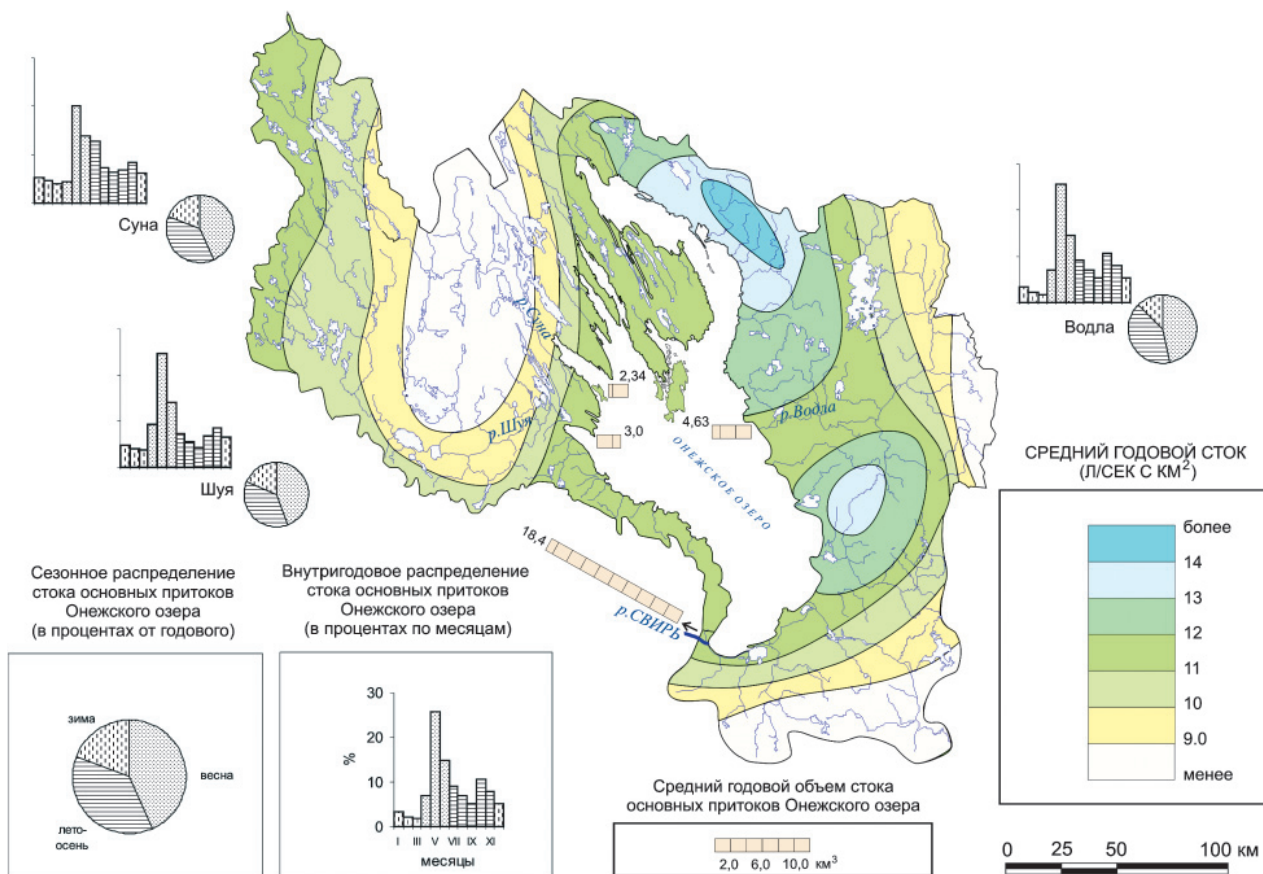 Суна
Шуя
Водла
р.Суна
р.Шуя
р.Водла
ОНЕЖСКОЕ ОЗЕРО
р.СВИРЬ
2,34
3,0
4,63
18,4
СРЕДНИЙ ГОДОВОЙ СТОК
(Л/СЕК С КМ²)
более
14
13
12
11
10
9.0
менее
Сезонное распределение
стока основных притоков
Онежского озера
(в процентах от годового)
зима
весна
лето-
осень
Внутригодовое распределение
стока основных притоков
Онежского озера
(в процентах по месяцам)
30
20
10
0
%
I III V VII IX XI
месяцы
Средний годовой объем стока
основных притоков Онежского озера
2,0 6,0 10,0 км³
0 25 50 100 км